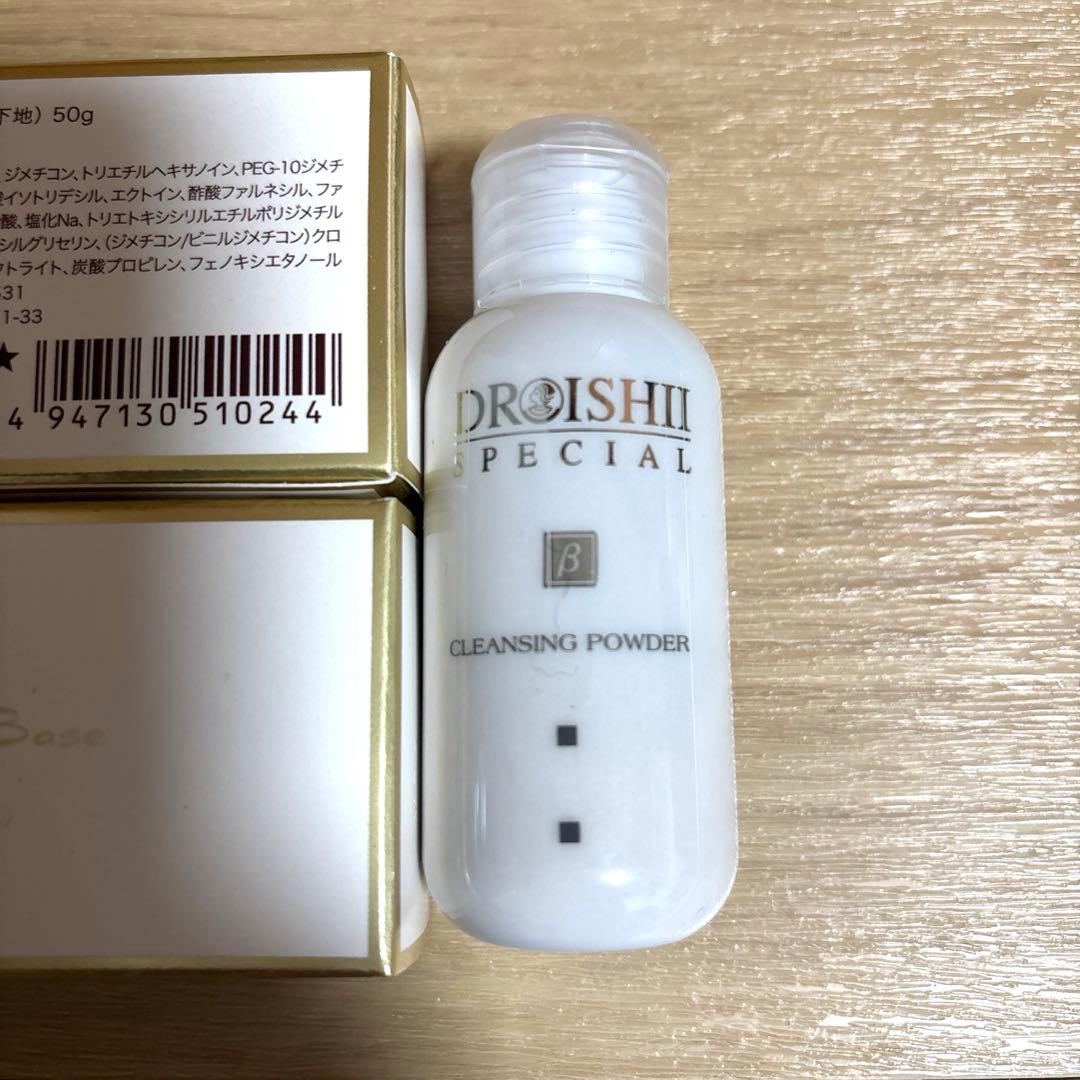 下地) 50g
、ジメチコン、トリエチルヘキサノイン、PEG-10ジメチ
イソトリデシル、エクトイン、酢酸ファルネシル、ファ
酸、塩化Na、トリエトキシシリルエチルポリジメチル
シルグリセリン、(ジメチコン/ビニルジメチコン)クロ
クトライト、炭酸プロピレン、フェノキシエタノール
531
1-33
★
4 947130 510244
Base
DROISHII
SPECIAL
β
CLEANSING POWDER